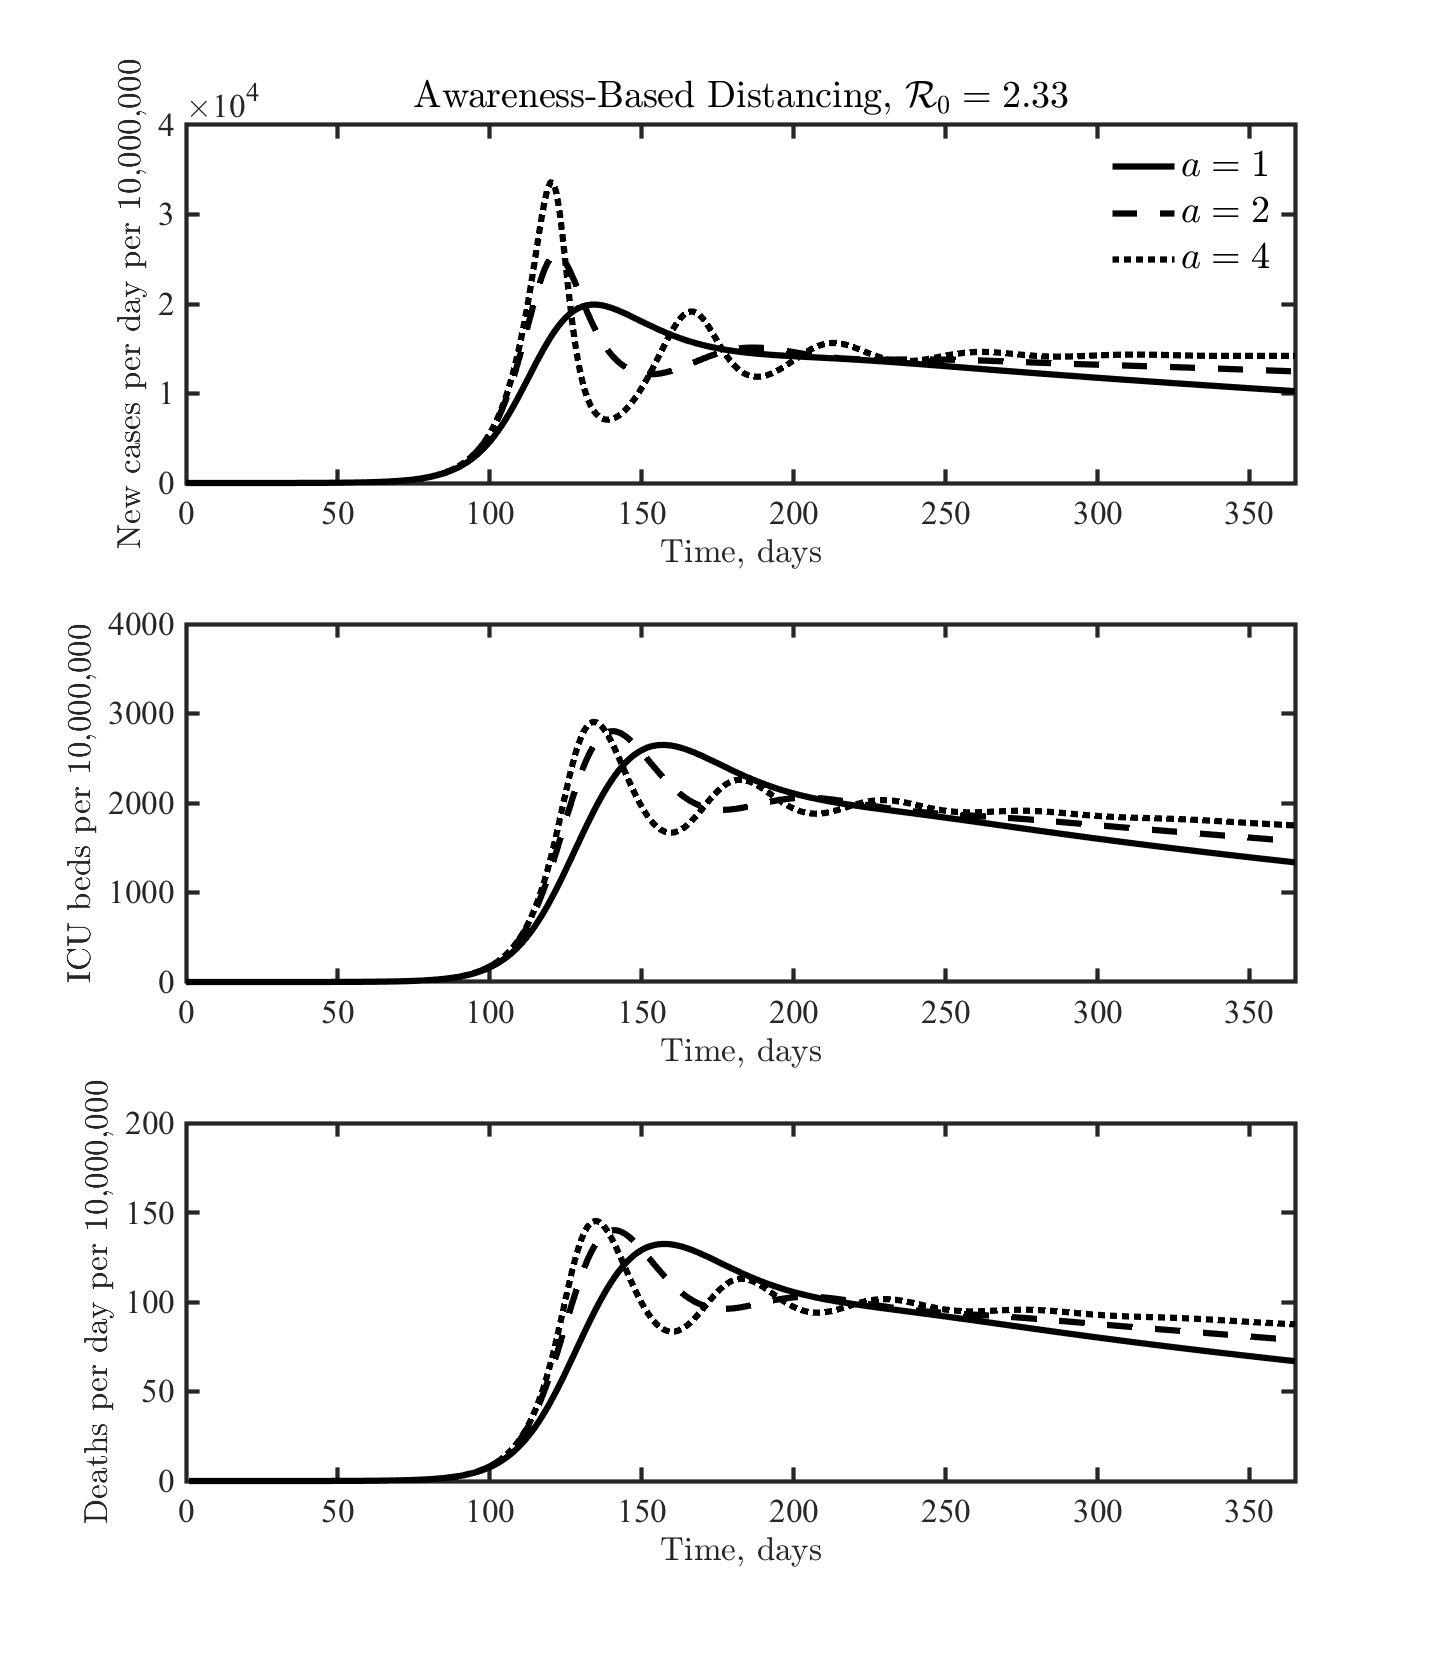 Awareness-Based Distancing, ℛ₀ = 2.33
×10⁴
New cases per day per 10,000,000
4
3
2
1
0
a = 1
a = 2
a = 4
0 50 100 150 200 250 300 350
Time, days
ICU beds per 10,000,000
4000
3000
2000
1000
0
0 50 100 150 200 250 300 350
Time, days
Deaths per day per 10,000,000
200
150
100
50
0
0 50 100 150 200 250 300 350
Time, days